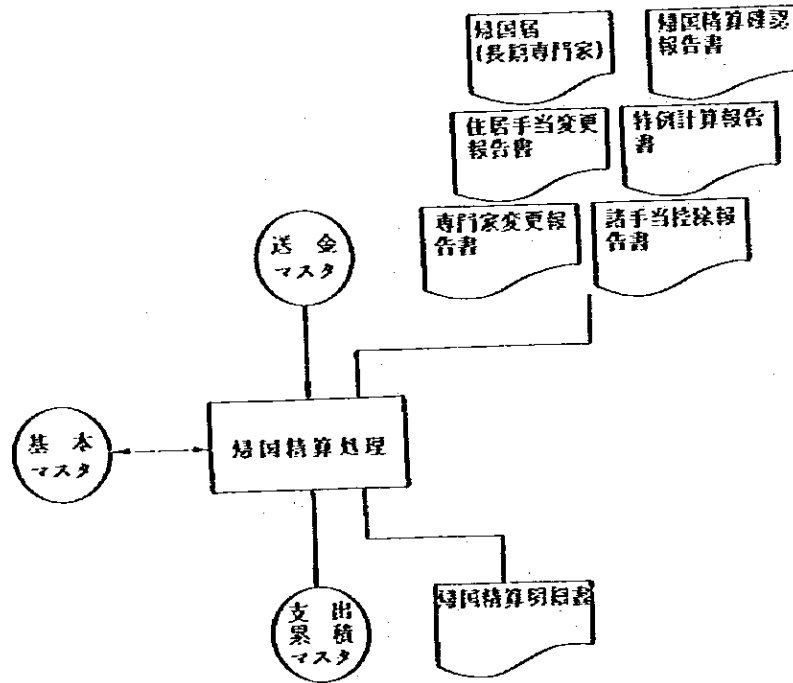 帰国届
(長期専門家)
帰国精算確認
報告書
住居手当変更
報告書
特例計算報告
書
専門家変更報
告書
諸手当控除報
告書
送 金
マスタ
基 本
マスタ
帰国精算処理
支 出
累 積
マスタ
帰国精算明細書